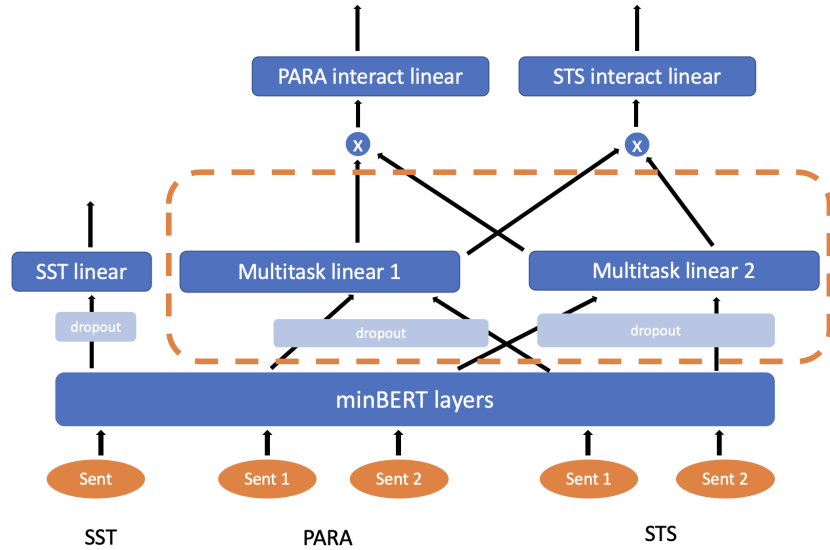 PARA interact linear
STS interact linear
X
X
SST linear
Multitask linear 1
Multitask linear 2
dropout
dropout
dropout
minBERT layers
Sent
Sent 1
Sent 2
Sent 1
Sent 2
SST
PARA
STS